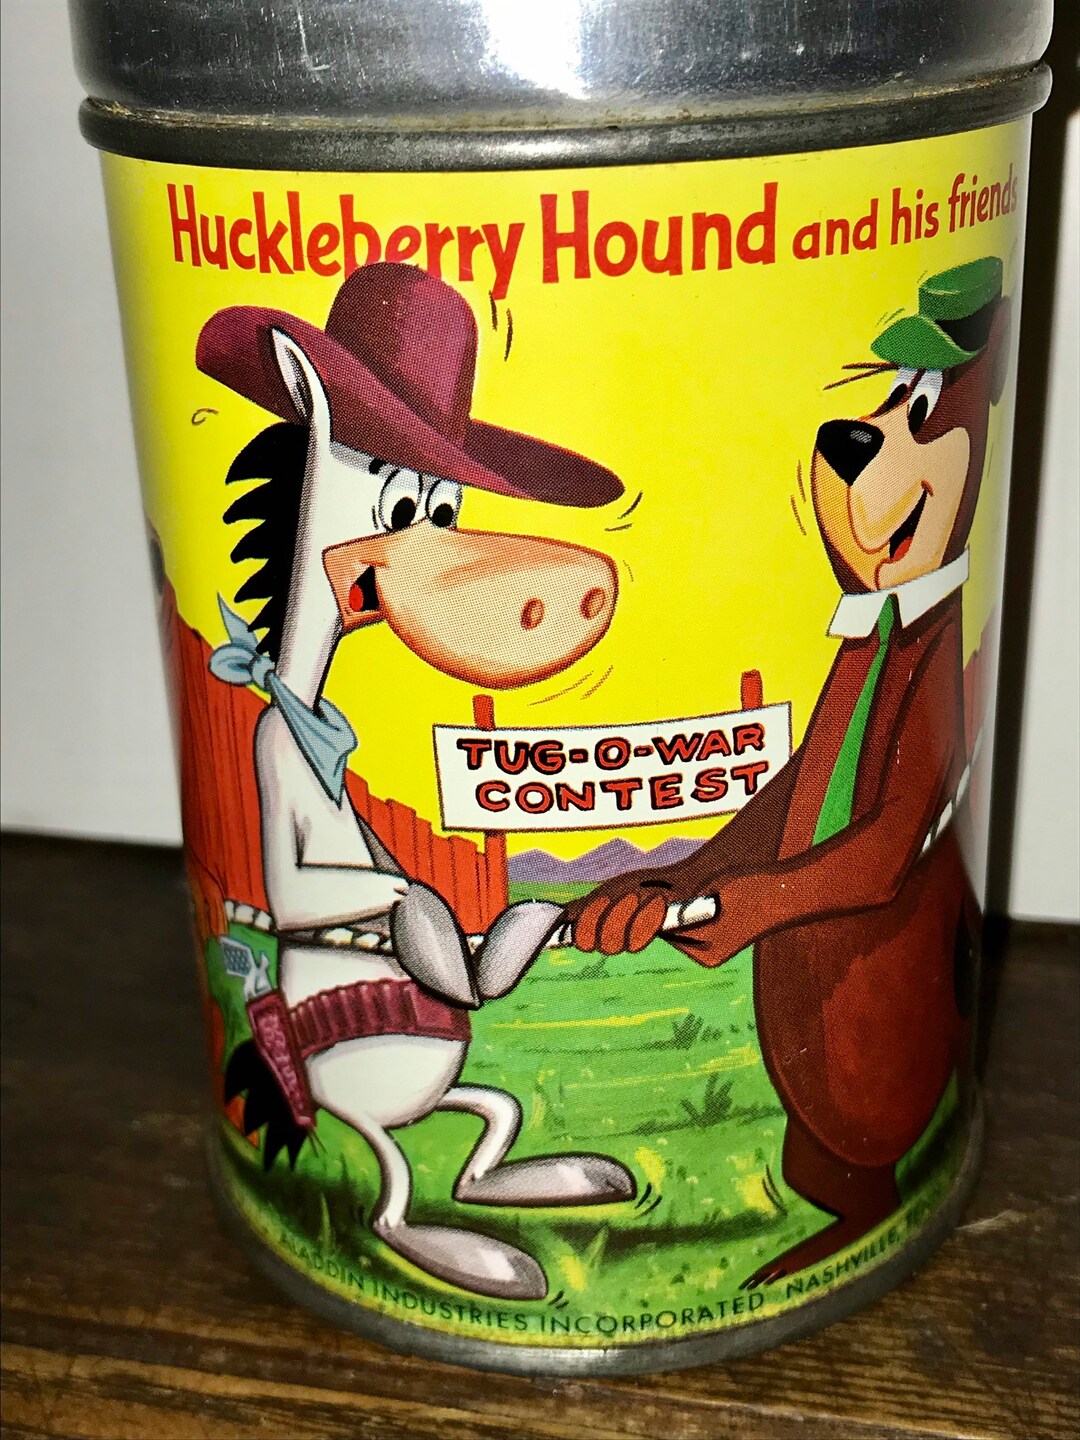 Huckleberry Hound and his friends
TUG-O-WAR
CONTEST
ALADDIN INDUSTRIES INCORPORATED NASHVILLE,